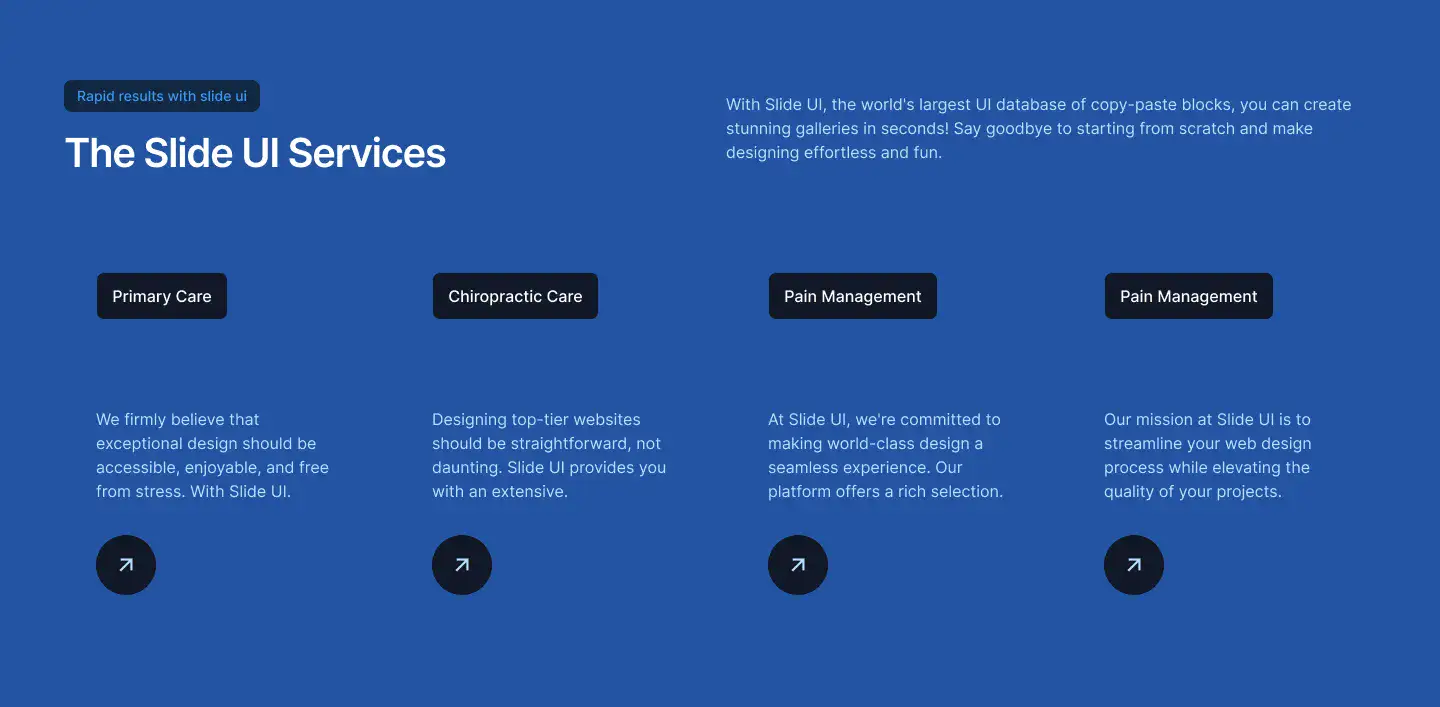 Rapid results with slide ui
The Slide UI Services
With Slide UI, the world's largest UI database of copy-paste blocks, you can create
stunning galleries in seconds! Say goodbye to starting from scratch and make
designing effortless and fun.
Primary Care
We firmly believe that
exceptional design should be
accessible, enjoyable, and free
from stress. With Slide UI.
Chiropractic Care
Designing top-tier websites
should be straightforward, not
daunting. Slide UI provides you
with an extensive.
Pain Management
At Slide UI, we're committed to
making world-class design a
seamless experience. Our
platform offers a rich selection.
Pain Management
Our mission at Slide UI is to
streamline your web design
process while elevating the
quality of your projects.